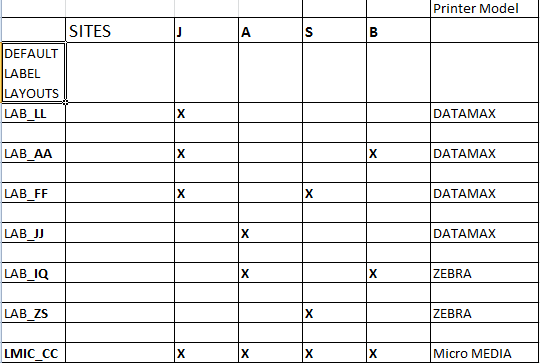 Printer Model
SITES J A S B
DEFAULT
LABEL
LAYOUTS
LAB_LL X DATAMAX
LAB_AA X X DATAMAX
LAB_FF X X DATAMAX
LAB_JJ X DATAMAX
LAB_IQ X X ZEBRA
LAB_ZS X ZEBRA
LMIC_CC X X X X Micro MEDIA